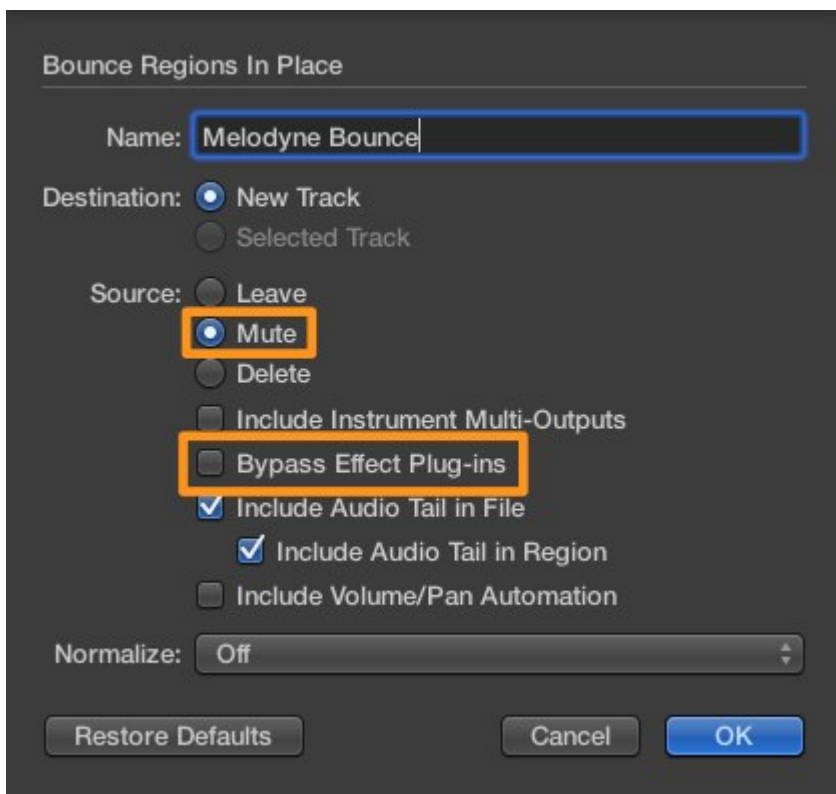 Bounce Regions In Place
Name: Melodyne Bounce
Destination: New Track
Selected Track
Source: Leave
Mute
Delete
Include Instrument Multi-Outputs
Bypass Effect Plug-ins
Include Audio Tail in File
Include Audio Tail in Region
Include Volume/Pan Automation
Normalize: Off
Restore Defaults Cancel OK